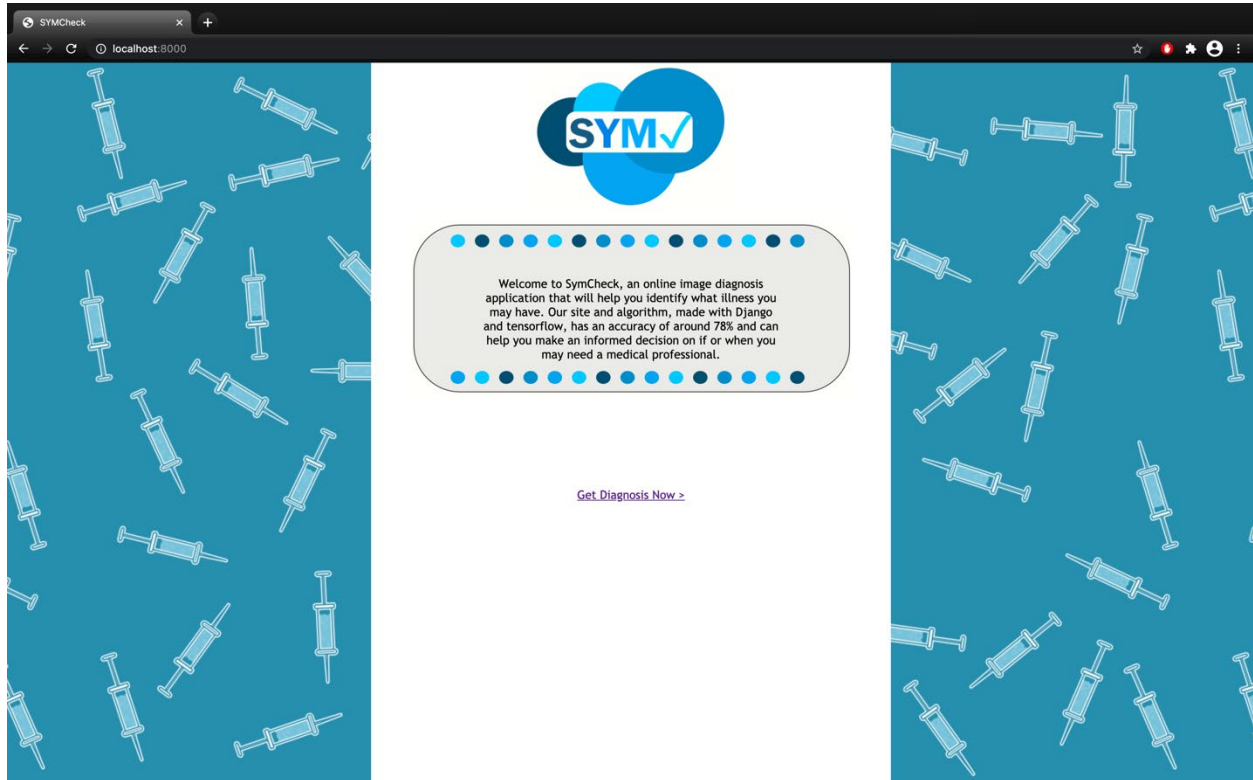 SYMCheck
localhost:8000
SYM✓
Welcome to SymCheck, an online image diagnosis
application that will help you identify what illness you
may have. Our site and algorithm, made with Django
and tensorflow, has an accuracy of around 78% and can
help you make an informed decision on if or when you
may need a medical professional.
Get Diagnosis Now >